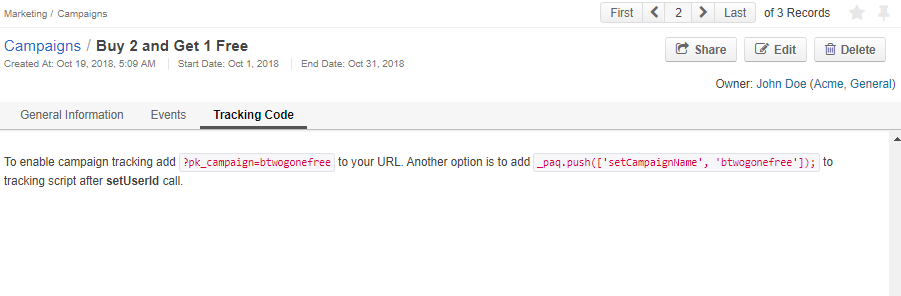 Marketing / Campaigns
First 2 Last of 3 Records
Campaigns / Buy 2 and Get 1 Free
Share Edit Delete
Created At: Oct 19, 2018, 5:09 AM Start Date: Oct 1, 2018 End Date: Oct 31, 2018
Owner: John Doe (Acme, General)
General Information Events Tracking Code
To enable campaign tracking add ?pk_campaign=btwogonefree to your URL. Another option is to add _paq.push(['setCampaignName', 'btwogonefree']); to
tracking script after setUserId call.